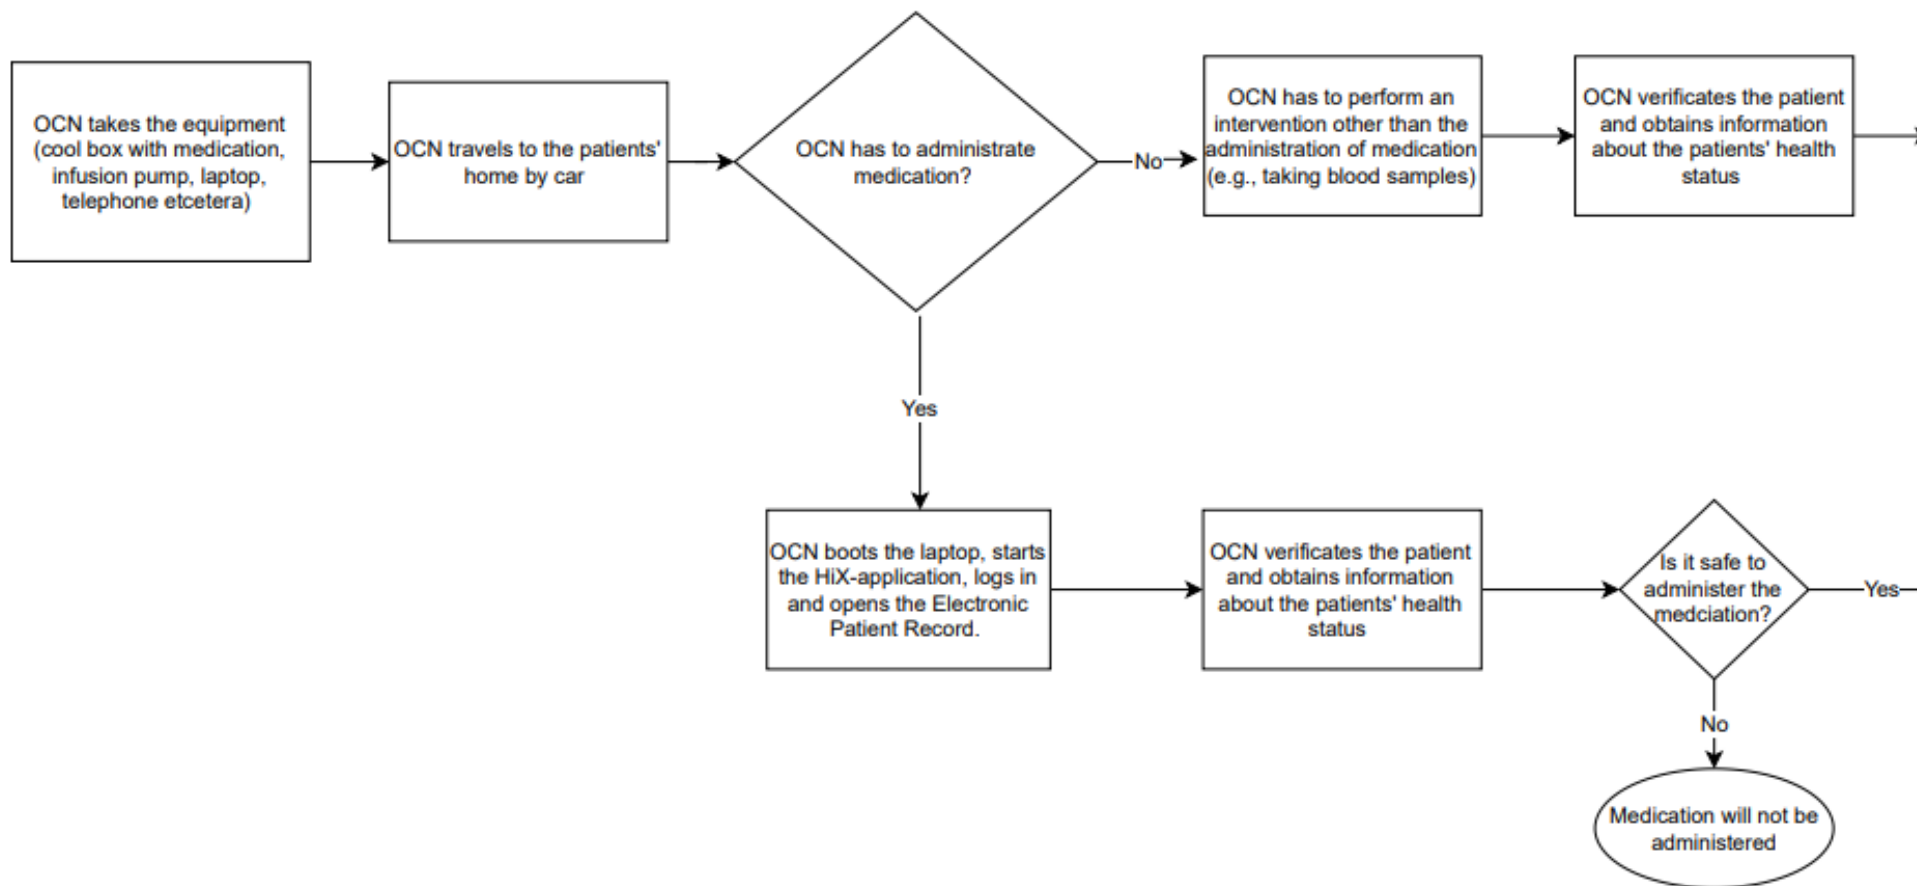 OCN takes the equipment
(cool box with medication,
infusion pump, laptop,
telephone etcetera)
OCN travels to the patients'
home by car
OCN has to administrate
medication?
No
OCN has to perform an
intervention other than the
administration of medication
(e.g., taking blood samples)
OCN verificates the patient
and obtains information
about the patients' health
status
Yes
OCN boots the laptop, starts
the HiX-application, logs in
and opens the Electronic
Patient Record.
OCN verificates the patient
and obtains information
about the patients' health
status
Is it safe to
administer the
medciation?
Yes
No
Medication will not be
administered